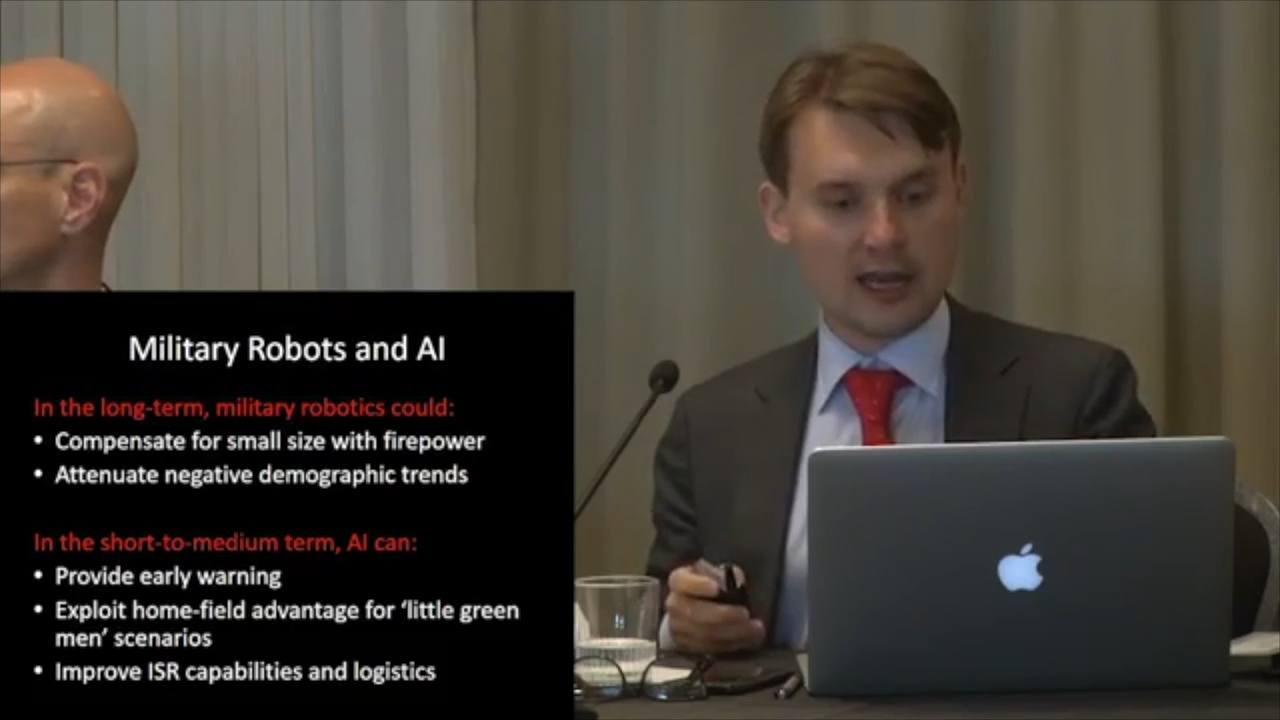 Military Robots and AI
In the long-term, military robotics could:
• Compensate for small size with firepower
• Attenuate negative demographic trends
In the short-to-medium term, AI can:
• Provide early warning
• Exploit home-field advantage for ‘little green
men’ scenarios
• Improve ISR capabilities and logistics